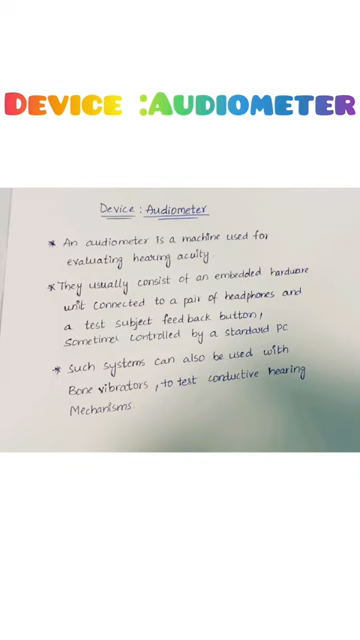 DEVICE :AUDIOMETER
Device : Audiometer
* An audiometer is a machine used for
evaluating hearing acuity.
* They usually consist of an embedded hardware
unit connected to a pair of headphones and
a test subject feedback button,
Sometimes controlled by a standard PC
* Such systems can also be used with
Bone vibrators, to test conductive hearing
Mechanisms